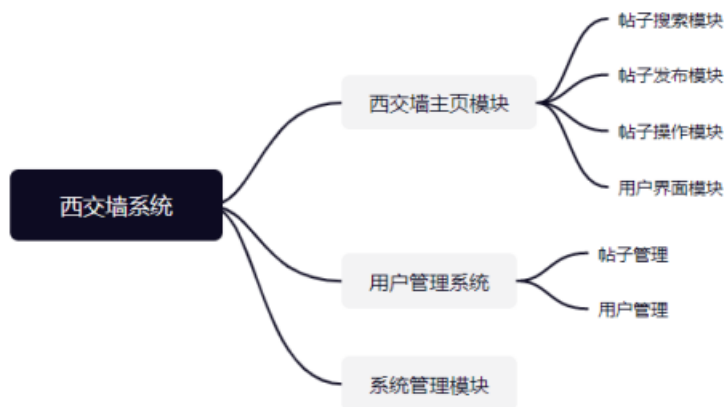 西交墙系统
西交墙主页模块
帖子搜索模块
帖子发布模块
帖子操作模块
用户界面模块
用户管理系统
帖子管理
用户管理
系统管理模块